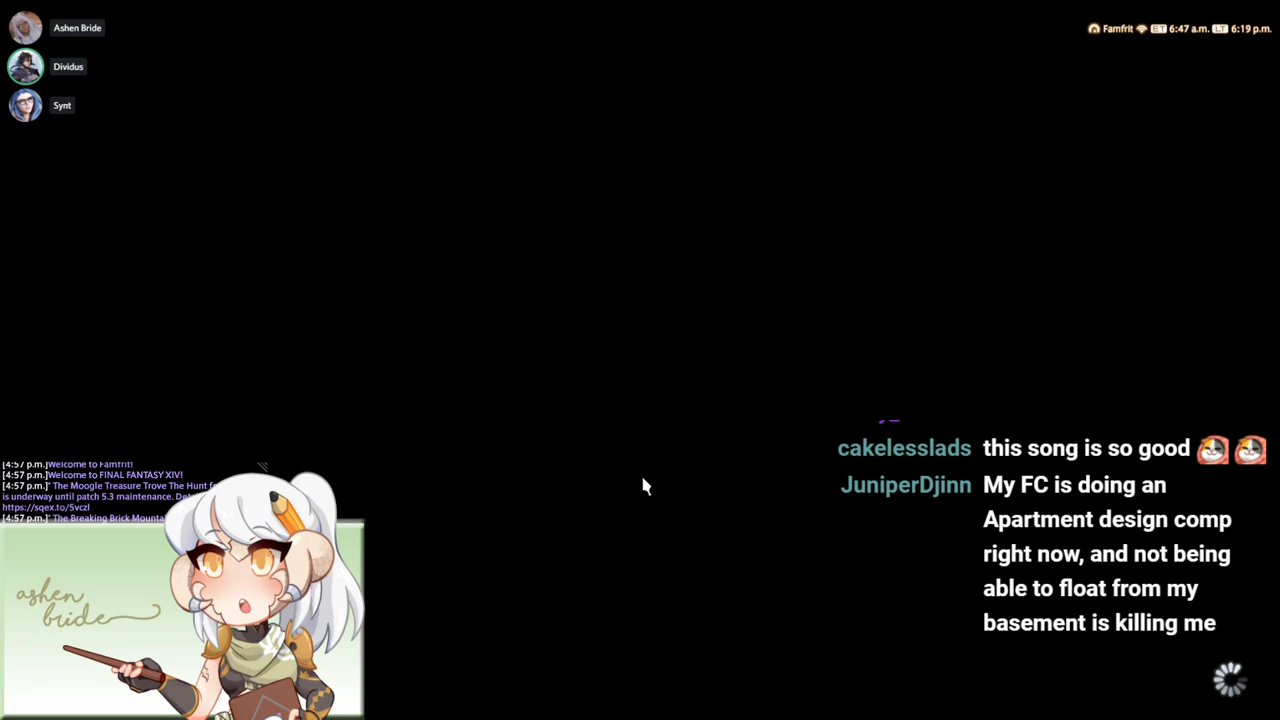 Ashen Bride
Dividus
Synt
Famfrit ET 6:47 a.m. LT 6:19 p.m.
cakelesslads this song is so good
JuniperDjinn My FC is doing an
Apartment design comp
right now, and not being
able to float from my
basement is killing me
[4:57 p.m.]Welcome to Famfrit!
[4:57 p.m.]Welcome to FINAL FANTASY XIV!
[4:57 p.m.]* The Moogle Treasure Trove The Hunt f
is underway until patch 5.3 maintenance. Det
https://sqex.to/5vczl
[4:57 p.m.]* The Breaking Brick Mounta
ashen
bride